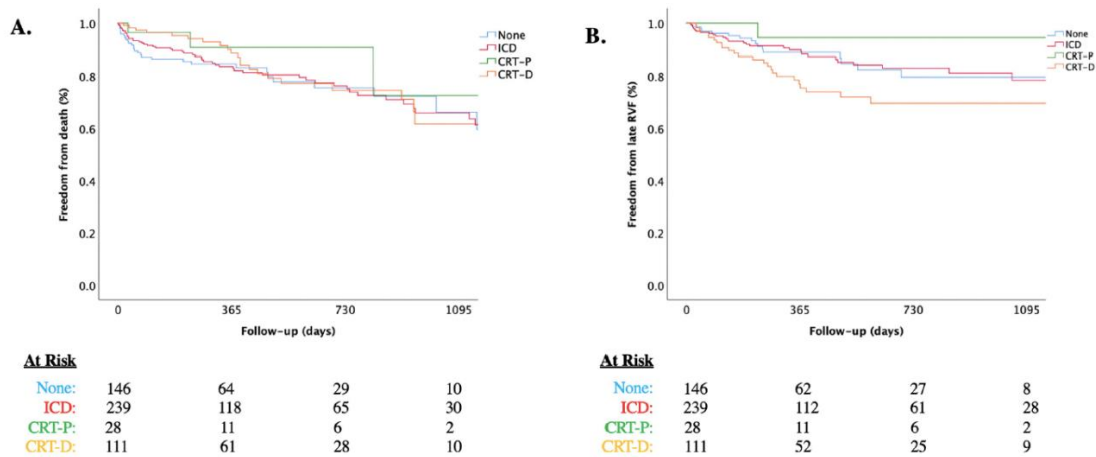 A.
Freedom from death (%)
1.0
0.8
0.6
0.4
0.2
0.0
None
ICD
CRT-P
CRT-D
0 365 730 1095
Follow-up (days)
At Risk
None: 146 64 29 10
ICD: 239 118 65 30
CRT-P: 28 11 6 2
CRT-D: 111 61 28 10
B.
Freedom from late RVF (%)
1.0
0.8
0.6
0.4
0.2
0.0
None
ICD
CRT-P
CRT-D
0 365 730 1095
Follow-up (days)
At Risk
None: 146 62 27 8
ICD: 239 112 61 28
CRT-P: 28 11 6 2
CRT-D: 111 52 25 9